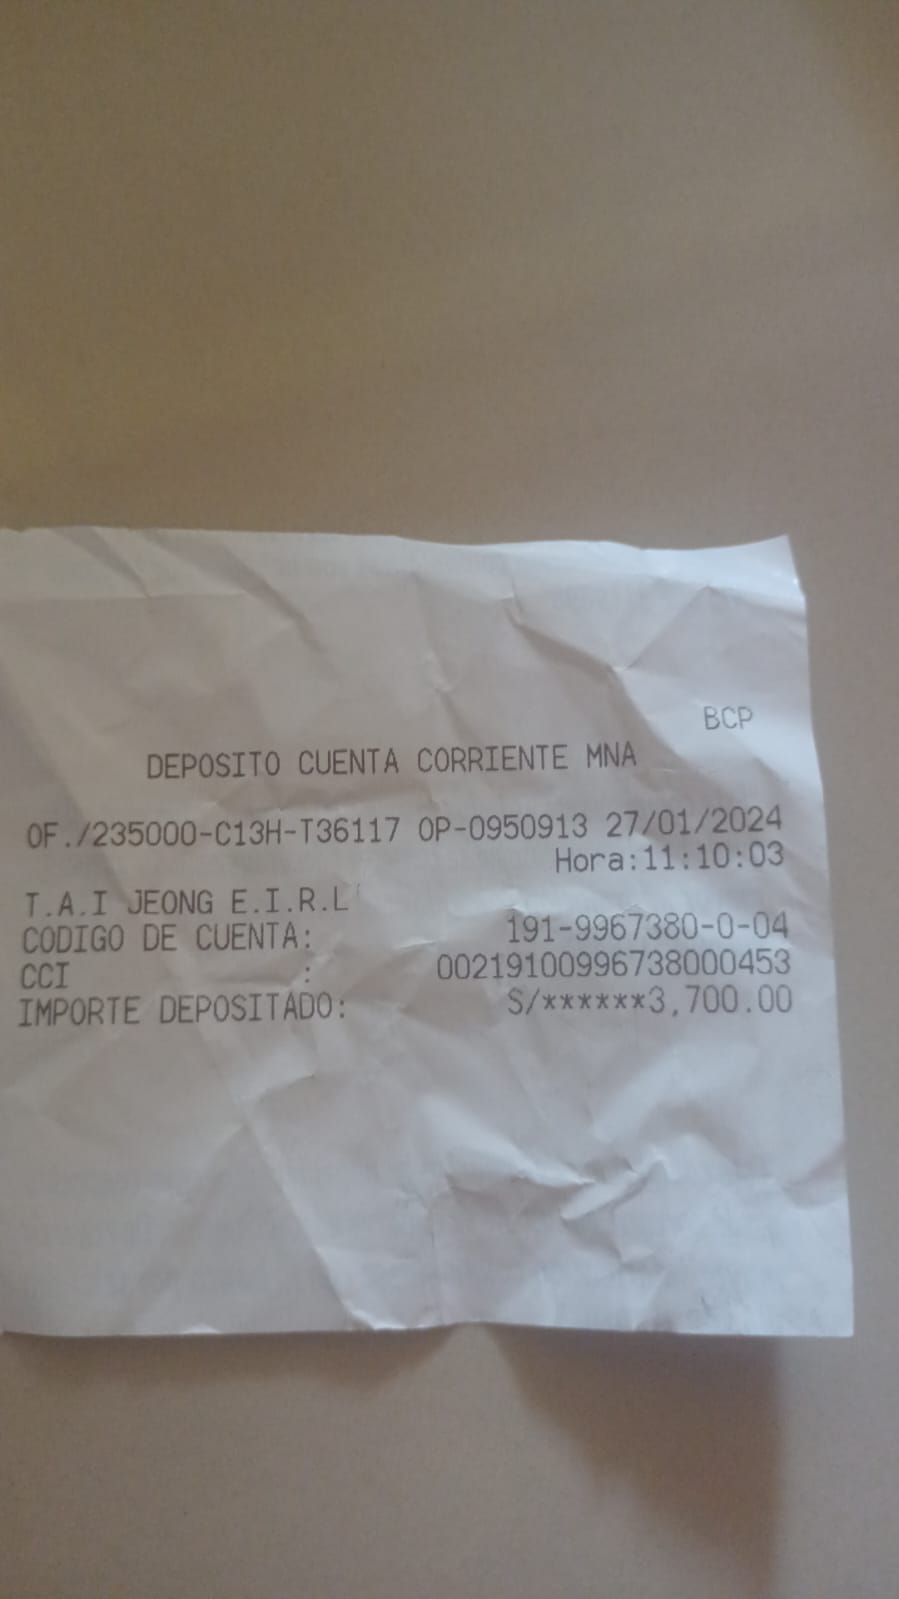 BCP
DEPOSITO CUENTA CORRIENTE MNA
OF./235000-C13H-T36117 OP-0950913 27/01/2024
Hora:11:10:03
T.A.I JEONG E.I.R.L
CODIGO DE CUENTA: 191-9967380-0-04
CCI : 00219100996738000453
IMPORTE DEPOSITADO: S/******3,700.00